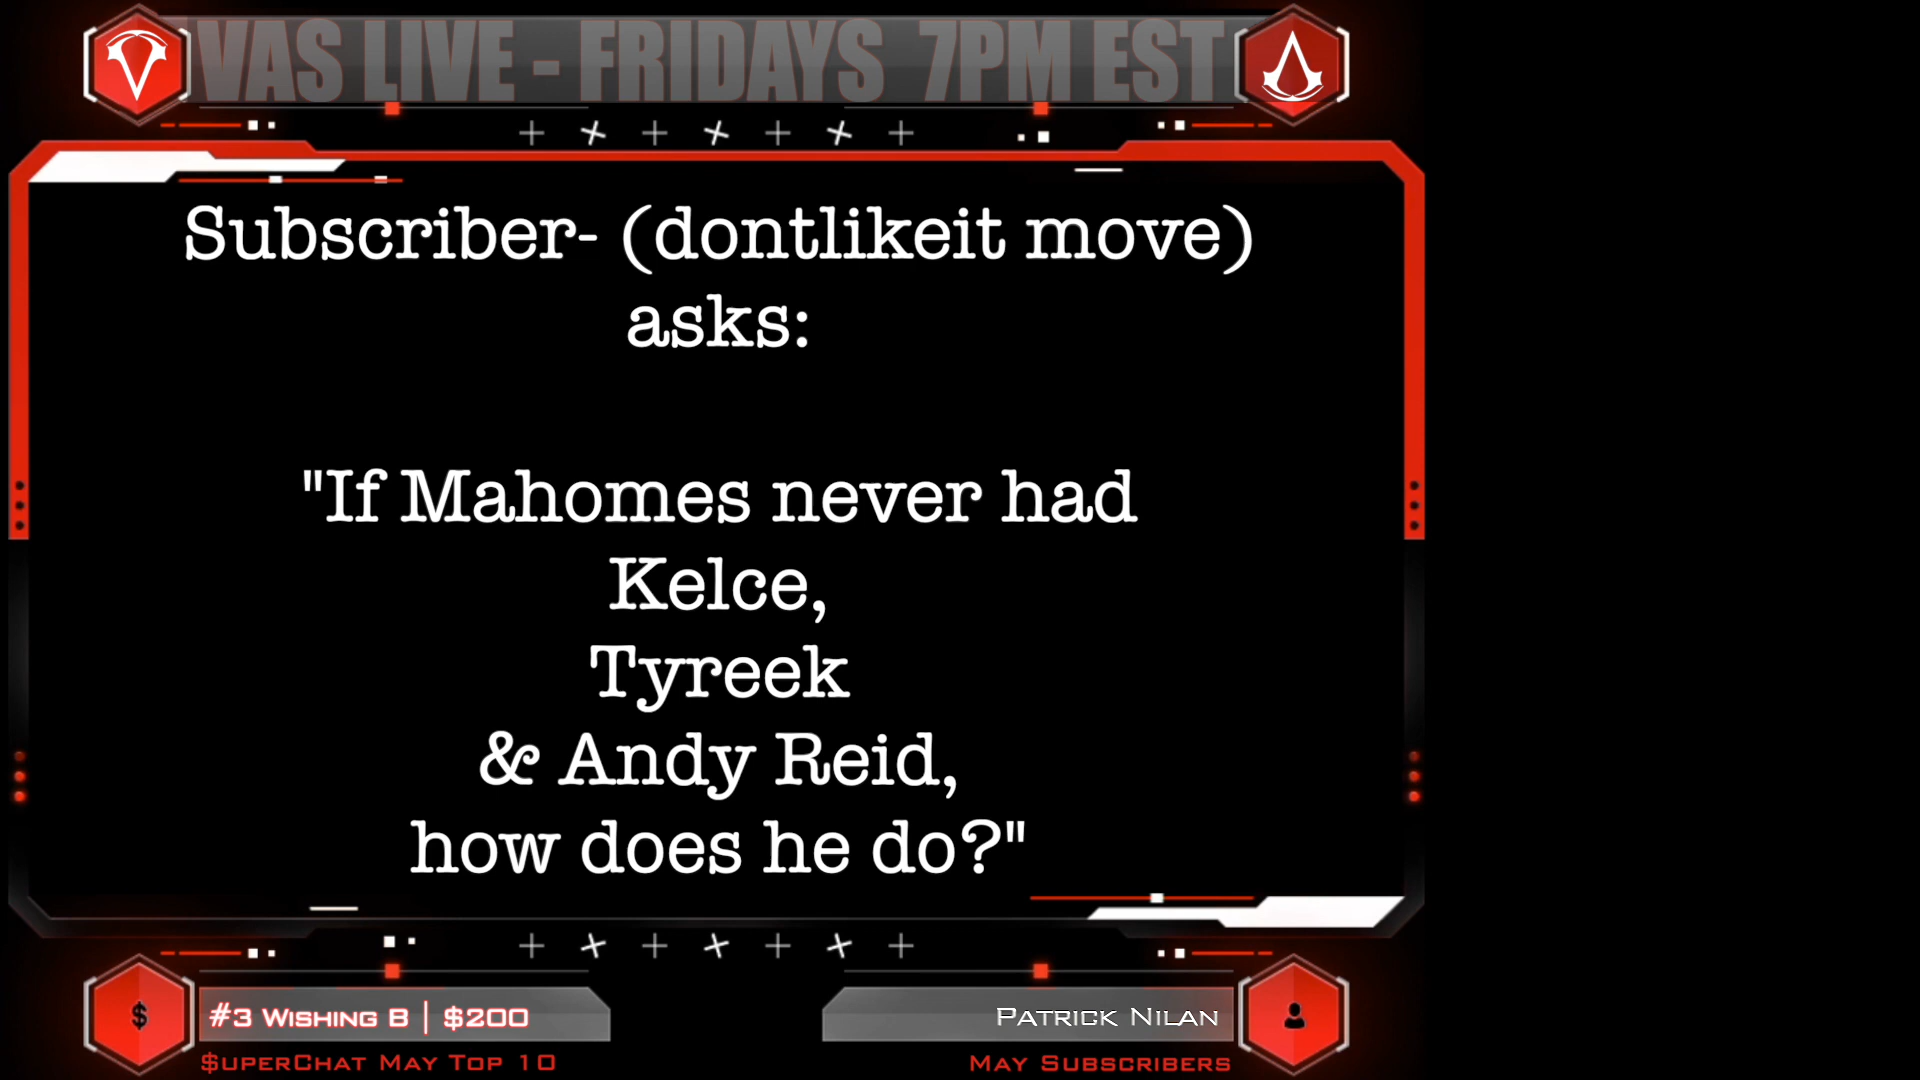 VAS LIVE - FRIDAYS 7PM EST
Subscriber- (dontlikeit move)
asks:
"If Mahomes never had
Kelce,
Tyreek
& Andy Reid,
how does he do?"
$
#3 Wishing B | $200
Patrick Nilan
$uperChat May Top 10
May Subscribers